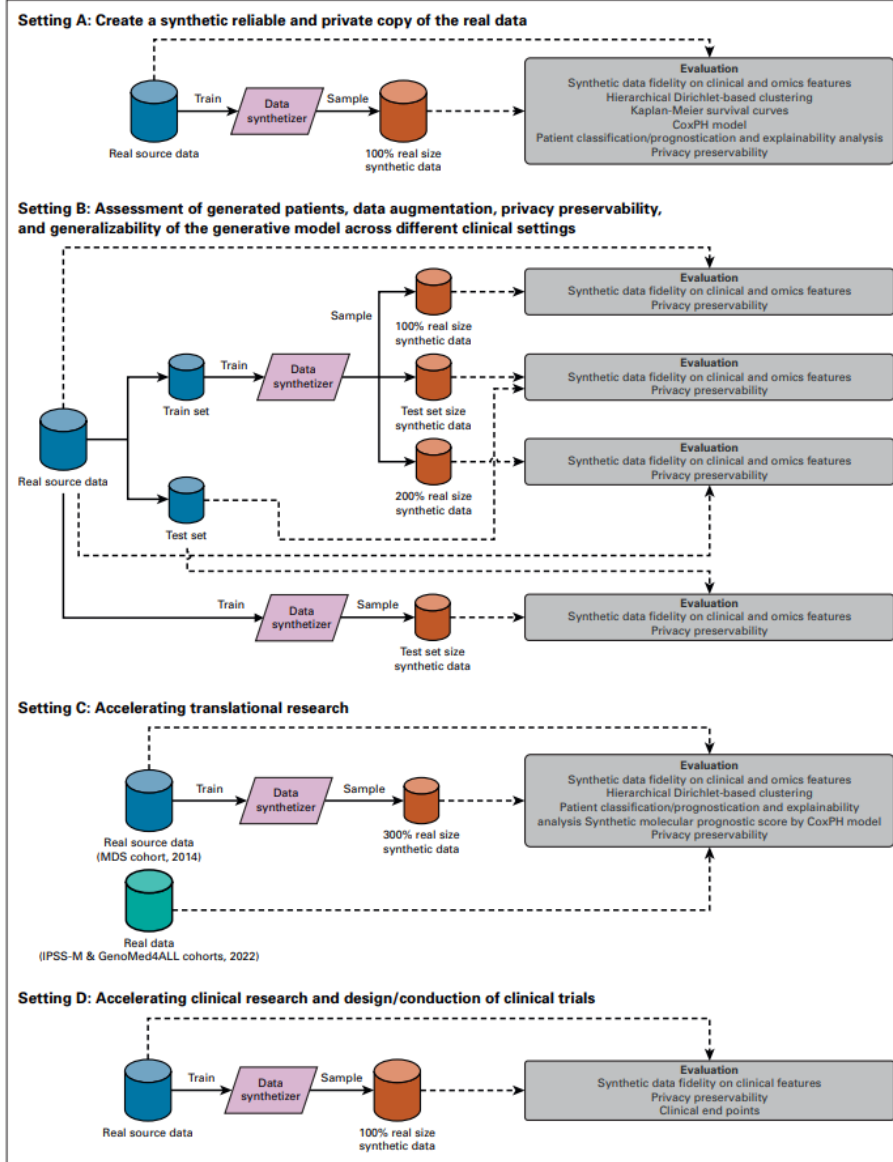 Setting A: Create a synthetic reliable and private copy of the real data
Real source data
Train
Data
synthetizer
Sample
100% real size
synthetic data
Evaluation
Synthetic data fidelity on clinical and omics features
Hierarchical Dirichlet-based clustering
Kaplan-Meier survival curves
CoxPH model
Patient classification/prognostication and explainability analysis
Privacy preservability
Setting B: Assessment of generated patients, data augmentation, privacy preservability,
and generalizability of the generative model across different clinical settings
Real source data
Train set
Test set
Train
Data
synthetizer
Sample
100% real size
synthetic data
Test set size
synthetic data
200% real size
synthetic data
Evaluation
Synthetic data fidelity on clinical and omics features
Privacy preservability
Evaluation
Synthetic data fidelity on clinical and omics features
Privacy preservability
Evaluation
Synthetic data fidelity on clinical and omics features
Privacy preservability
Train
Data
synthetizer
Sample
Test set size
synthetic data
Evaluation
Synthetic data fidelity on clinical and omics features
Privacy preservability
Setting C: Accelerating translational research
Real source data
(MDS cohort, 2014)
Train
Data
synthetizer
Sample
300% real size
synthetic data
Evaluation
Synthetic data fidelity on clinical and omics features
Hierarchical Dirichlet-based clustering
Patient classification/prognostication and explainability
analysis Synthetic molecular prognostic score by CoxPH model
Privacy preservability
Real data
(IPSS-M & GenoMed4ALL cohorts, 2022)
Setting D: Accelerating clinical research and design/conduction of clinical trials
Real source data
Train
Data
synthetizer
Sample
100% real size
synthetic data
Evaluation
Synthetic data fidelity on clinical features
Privacy preservability
Clinical end points